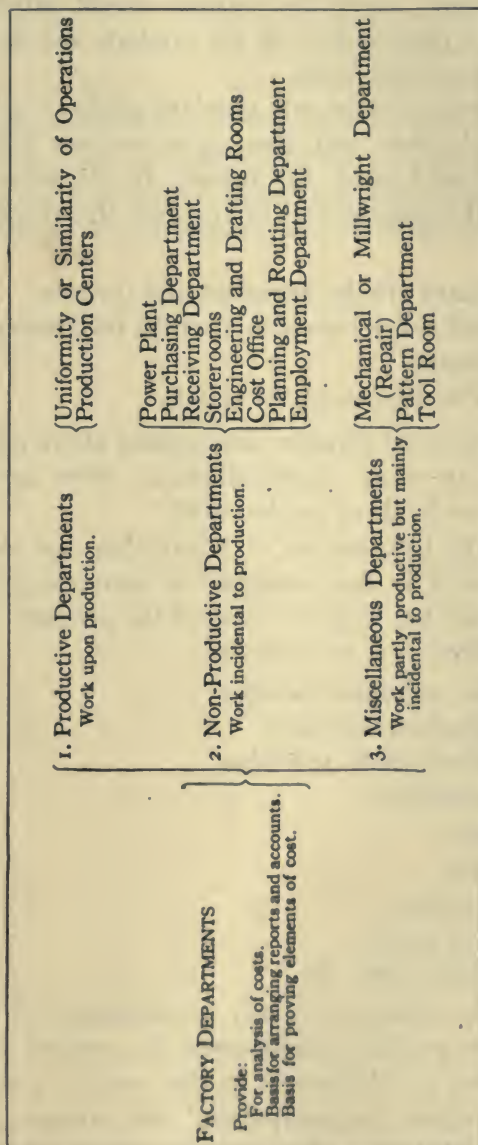 FACTORY DEPARTMENTS
Provide:
For analysis of costs.
Basis for arranging reports and accounts.
Basis for proving elements of cost.
1. Productive Departments
Work upon production.
Uniformity or Similarity of Operations
Production Centers
2. Non-Productive Departments
Work incidental to production.
Power Plant
Purchasing Department
Receiving Department
Storerooms
Engineering and Drafting Rooms
Cost Office
Planning and Routing Department
Employment Department
3. Miscellaneous Departments
Work partly productive but mainly
incidental to production.
Mechanical or Millwright Department
(Repair)
Pattern Department
Tool Room